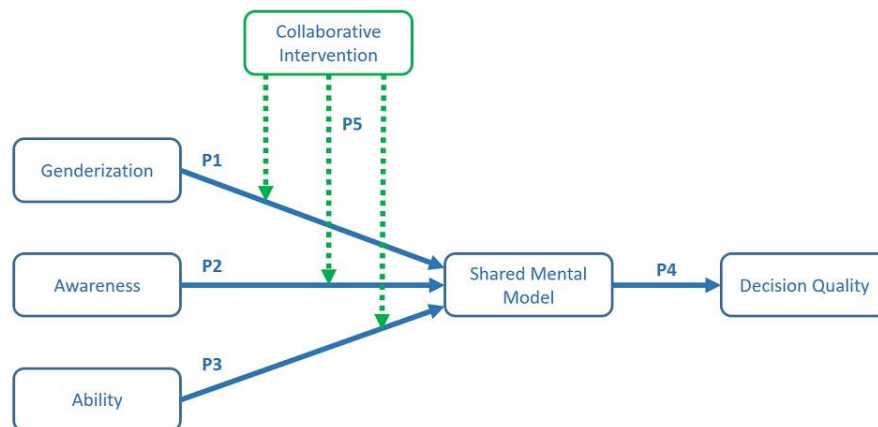 Collaborative
Intervention
P5
P1
Genderization
P2
Awareness
Shared Mental
Model
P4
Decision Quality
P3
Ability